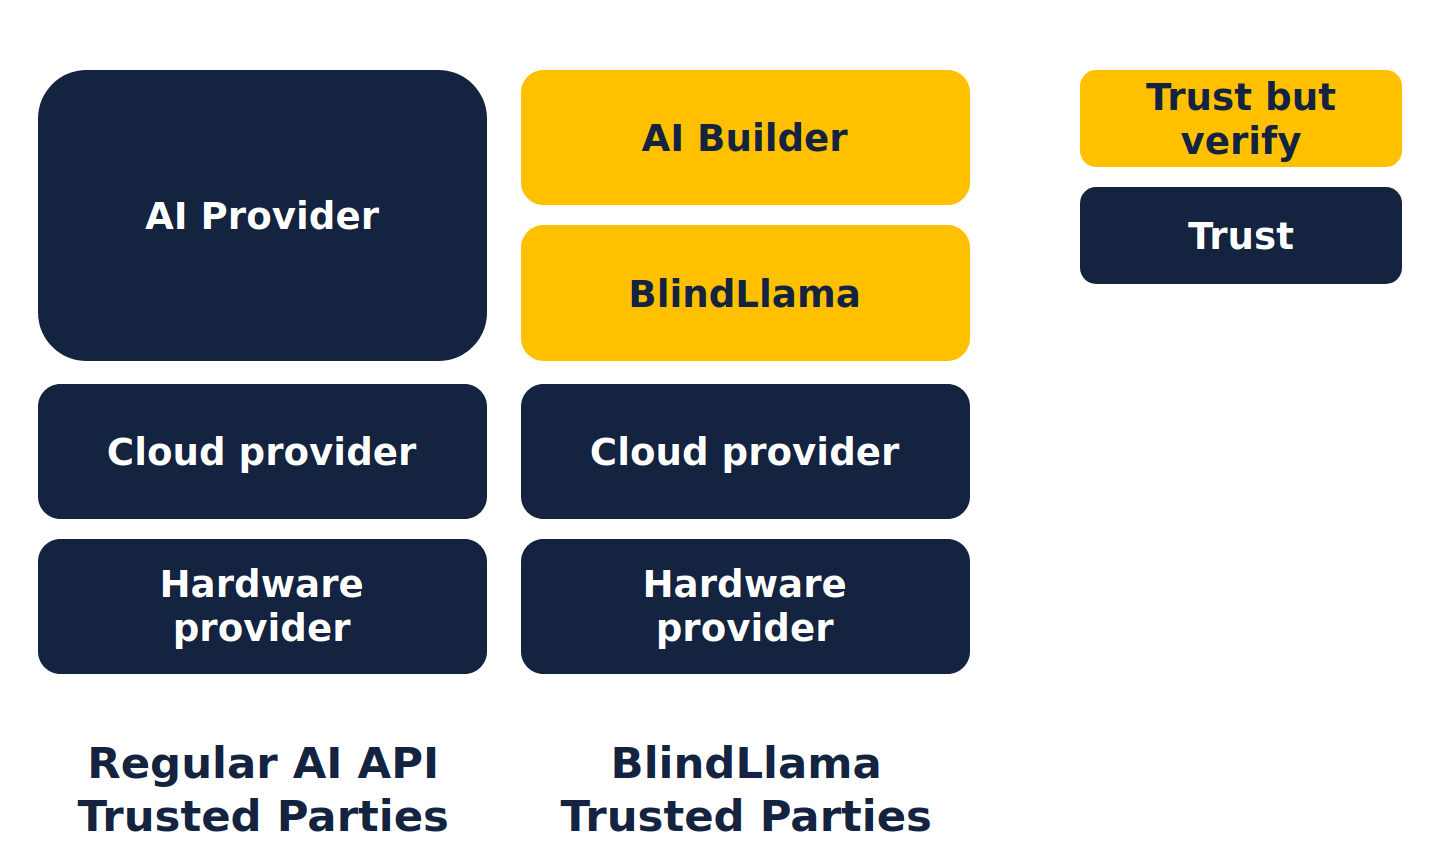 AI Provider
Cloud provider
Hardware
provider
Regular AI API
Trusted Parties
AI Builder
BlindLlama
Cloud provider
Hardware
provider
BlindLlama
Trusted Parties
Trust but
verify
Trust